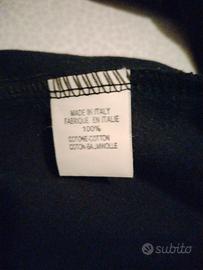 MADE IN ITALY
FABRIQUE EN ITALIE
100%
COTONE-COTTON
COTON-BAUMWOLLE
subito